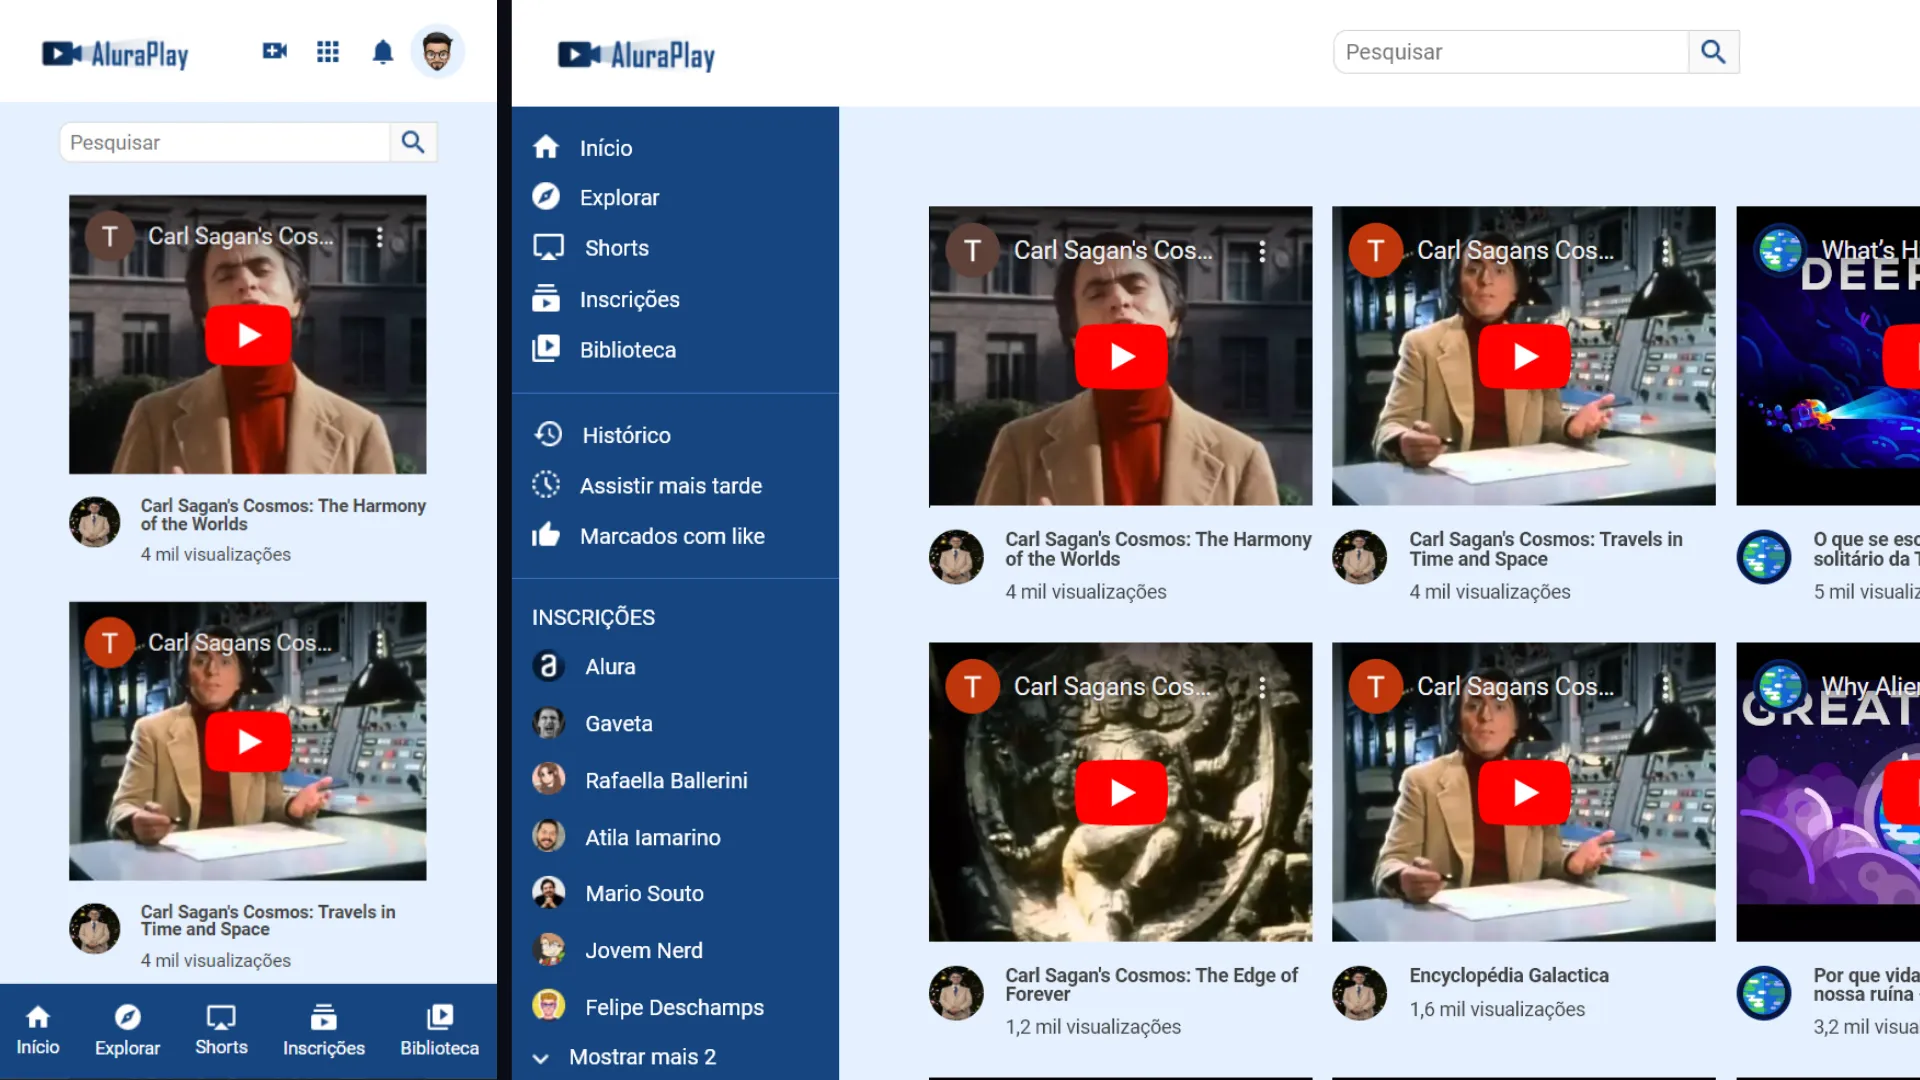 AluraPlay
Pesquisar
T
Carl Sagan's Cos...
Carl Sagan's Cosmos: The Harmony
of the Worlds
4 mil visualizações
T
Carl Sagans Cos...
Carl Sagan's Cosmos: Travels in
Time and Space
4 mil visualizações
Início
Explorar
Shorts
Inscrições
Biblioteca
AluraPlay
Pesquisar
Início
Explorar
Shorts
Inscrições
Biblioteca
Histórico
Assistir mais tarde
Marcados com like
INSCRIÇÕES
a
Alura
Gaveta
Rafaella Ballerini
Atila Iamarino
Mario Souto
Jovem Nerd
Felipe Deschamps
Mostrar mais 2
T
Carl Sagan's Cos...
Carl Sagan's Cosmos: The Harmony
of the Worlds
4 mil visualizações
T
Carl Sagans Cos...
Carl Sagan's Cosmos: Travels in
Time and Space
4 mil visualizações
What's H
DEEP
O que se esc
solitário da T
5 mil visualiz
T
Carl Sagans Cos...
Carl Sagan's Cosmos: The Edge of
Forever
1,2 mil visualizações
T
Carl Sagans Cos...
Encyclopédia Galactica
1,6 mil visualizações
Why Alien
GREAT
Por que vida
nossa ruína
3,2 mil visua